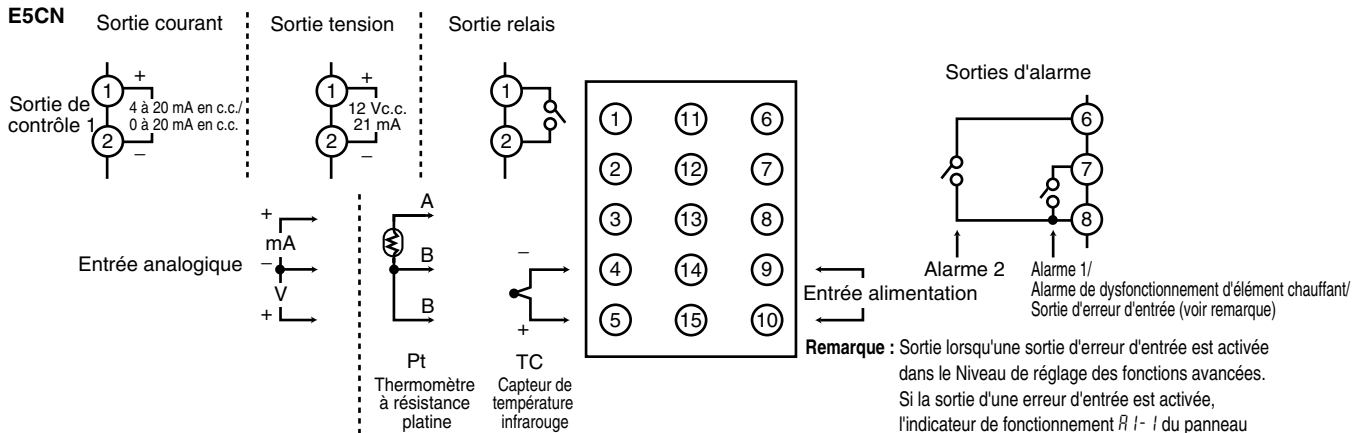 E5CN
Sortie courant
Sortie tension
Sortie relais
Sortie de
contrôle 1
1
+
4 à 20 mA en c.c./
0 à 20 mA en c.c.
2
−
1
+
12 Vc.c.
21 mA
2
−
1
2
Entrée analogique
+
mA
−
V
+
A
B
B
Pt
Thermomètre
à résistance
platine
−
+
TC
Capteur de
température
infrarouge
1 11 6
2 12 7
3 13 8
4 14 9
5 15 10
Entrée alimentation
Sorties d'alarme
6
7
8
Alarme 2
Alarme 1/
Alarme de dysfonctionnement d'élément chauffant/
Sortie d'erreur d'entrée (voir remarque)
Remarque : Sortie lorsqu'une sortie d'erreur d'entrée est activée
dans le Niveau de réglage des fonctions avancées.
Si la sortie d'une erreur d'entrée est activée,
l'indicateur de fonctionnement A1-1 du panneau